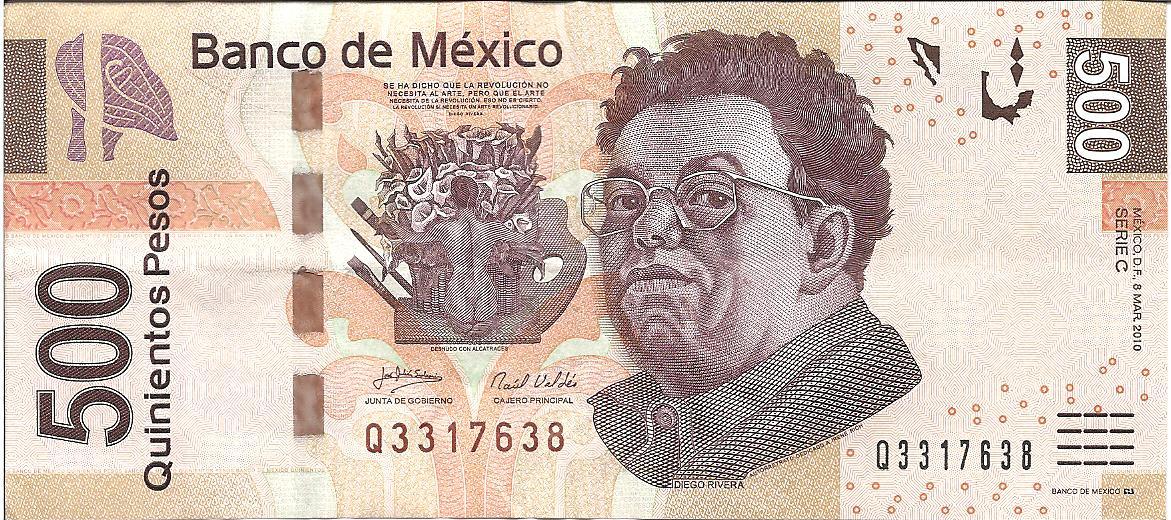 Banco de México
SE HA DICHO QUE LA REVOLUCIÓN NO
NECESITA AL ARTE, PERO QUE EL ARTE
NECESITA DE LA REVOLUCIÓN. ESO NO ES CIERTO.
LA REVOLUCIÓN SÍ NECESITA UN ARTE REVOLUCIONARIO.
DIEGO RIVERA
500
Quinientos Pesos
DESNUDO CON ALCATRACES
Raúl Valdés
JUNTA DE GOBIERNO
CAJERO PRINCIPAL
Q3317638
DIEGO RIVERA
500
MÉXICO, D.F., 8 MAR. 2010
SERIE C
Q3317638
BANCO DE MÉXICO